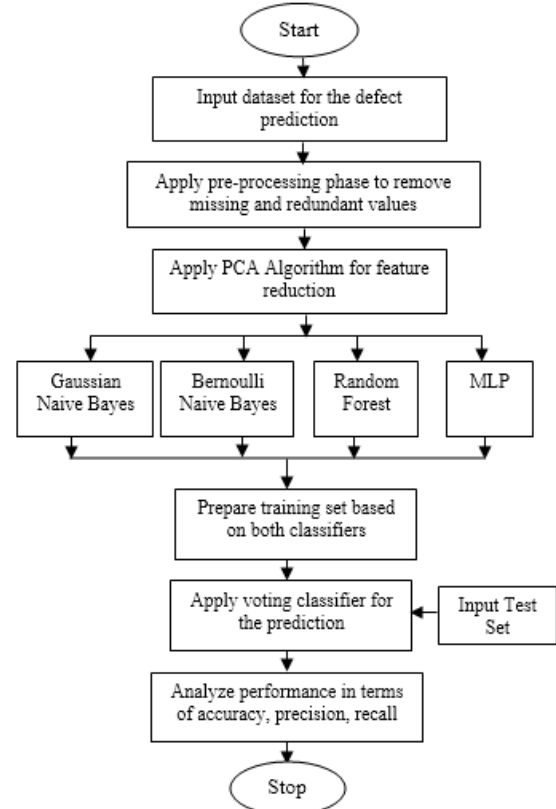 Start
Input dataset for the defect
prediction
Apply pre-processing phase to remove
missing and redundant values
Apply PCA Algorithm for feature
reduction
Gaussian
Naive Bayes
Bernoulli
Naive Bayes
Random
Forest
MLP
Prepare training set based
on both classifiers
Apply voting classifier for
the prediction
Input Test
Set
Analyze performance in terms
of accuracy, precision, recall
Stop